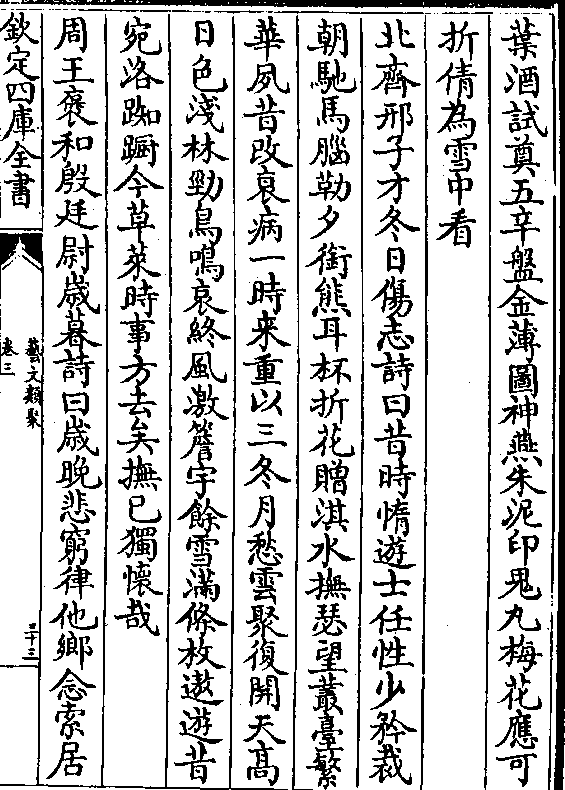 葉酒試奠五辛盤金薄圖神燕朱泥印鬼丸梅花應可
折倩為雪中看
北齊邢子才冬日傷志詩曰昔時惰遊士任性少矜裁
朝馳馬腦勒夕銜熊耳杯折花贈淇水撫瑟望叢臺繁
華夙昔改衰病一時来重以三冬月愁雲聚復開天高
日色淺林勁鳥鳴哀終風激簷宇餘雪滿條枚遨遊昔
宛洛踟躕今草萊時事方去矣撫己獨懷哉
周王褒和殷廷尉歲暮詩曰歲晚悲窮律他鄉念索居
欽定四庫全書
藝文類聚
卷三
三十三